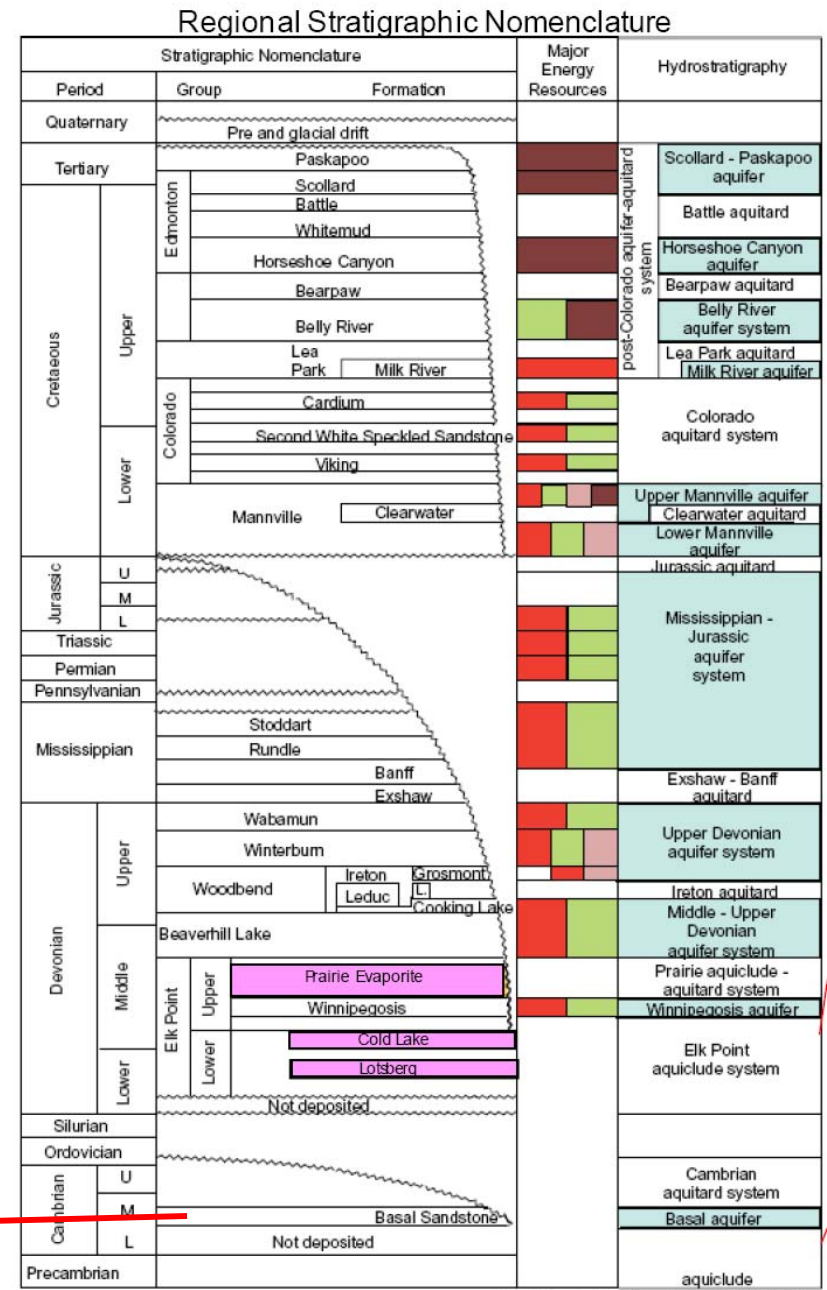 Regional Stratigraphic Nomenclature
Stratigraphic Nomenclature
Major
Energy
Resources
Hydrostratigraphy
Period
Group
Formation
Quaternary
Pre and glacial drift
Tertiary
Paskapoo
Scollard - Paskapoo
aquifer
Cretaeous
Upper
Edmonton
Scollard
Battle
Whitemud
Horseshoe Canyon
post-Colorado aquifer-aquitard
system
Battle aquitard
Horseshoe Canyon
aquifer
Bearpaw
Bearpaw aquitard
Belly River
Belly River
aquifer system
Lea
Park
Milk River
Lea Park aquitard
Milk River aquifer
Colorado
Cardium
Second White Speckled Sandstone
Viking
Colorado
aquitard system
Lower
Mannville
Clearwater
Upper Mannville aquifer
Clearwater aquitard
Lower Mannville
aquifer
Jurassic
U
M
L
Jurassic aquitard
Mississippian -
Jurassic
aquifer
system
Triassic
Permian
Pennsylvanian
Mississippian
Stoddart
Rundle
Banff
Exshaw
Exshaw - Banff
aquitard
Devonian
Upper
Wabamun
Winterburn
Upper Devonian
aquifer system
Woodbend
Ireton
Leduc
Grosmont
L.
Cooking Lake
Ireton aquitard
Middle - Upper
Devonian
aquifer system
Middle
Beaverhill Lake
Elk Point
Upper
Prairie Evaporite
Prairie aquiclude -
aquitard system
Winnipegosis
Winnipegosis aquifer
Lower
Lower
Cold Lake
Lotsberg
Elk Point
aquiclude system
Not deposited
Silurian
Ordovician
Cambrian
U
M
L
Cambrian
aquitard system
Basal Sandstone
Basal aquifer
Not deposited
Precambrian
aquiclude